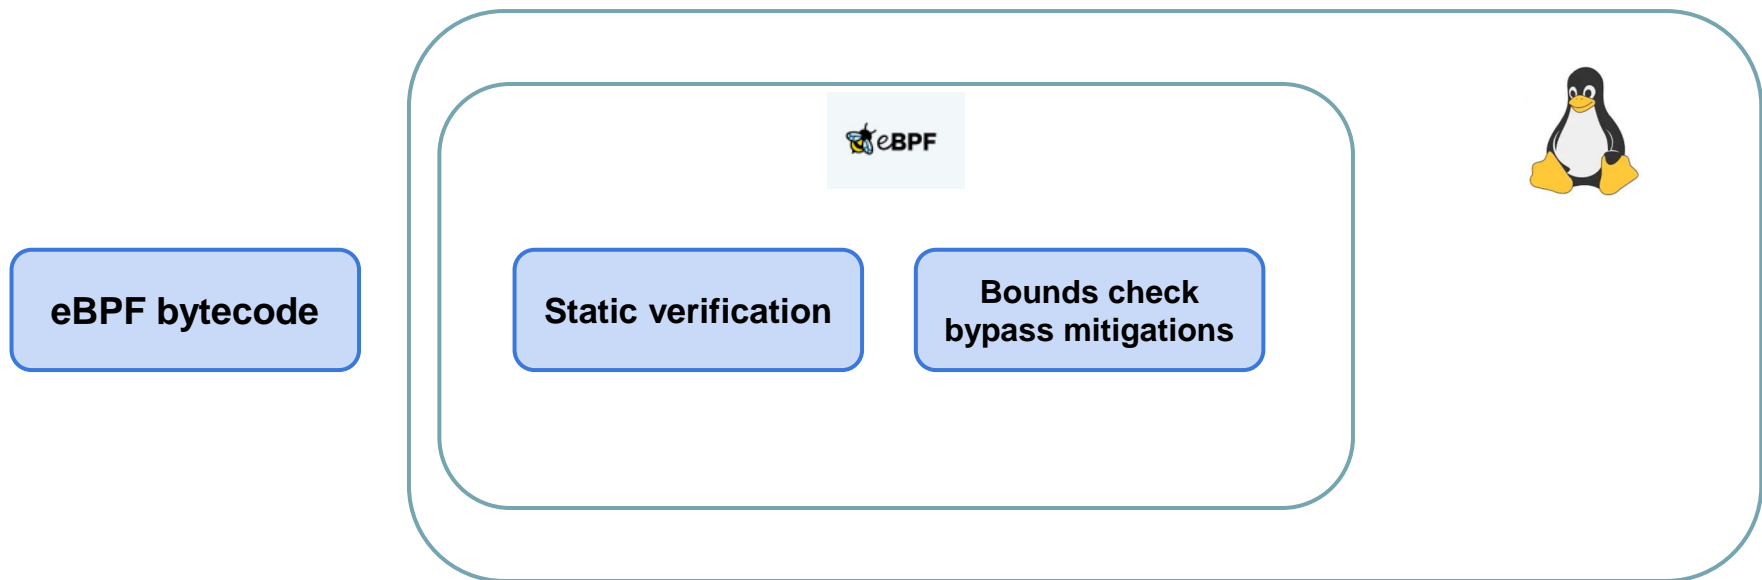 eBPF
eBPF bytecode
Static verification
Bounds check
bypass mitigations